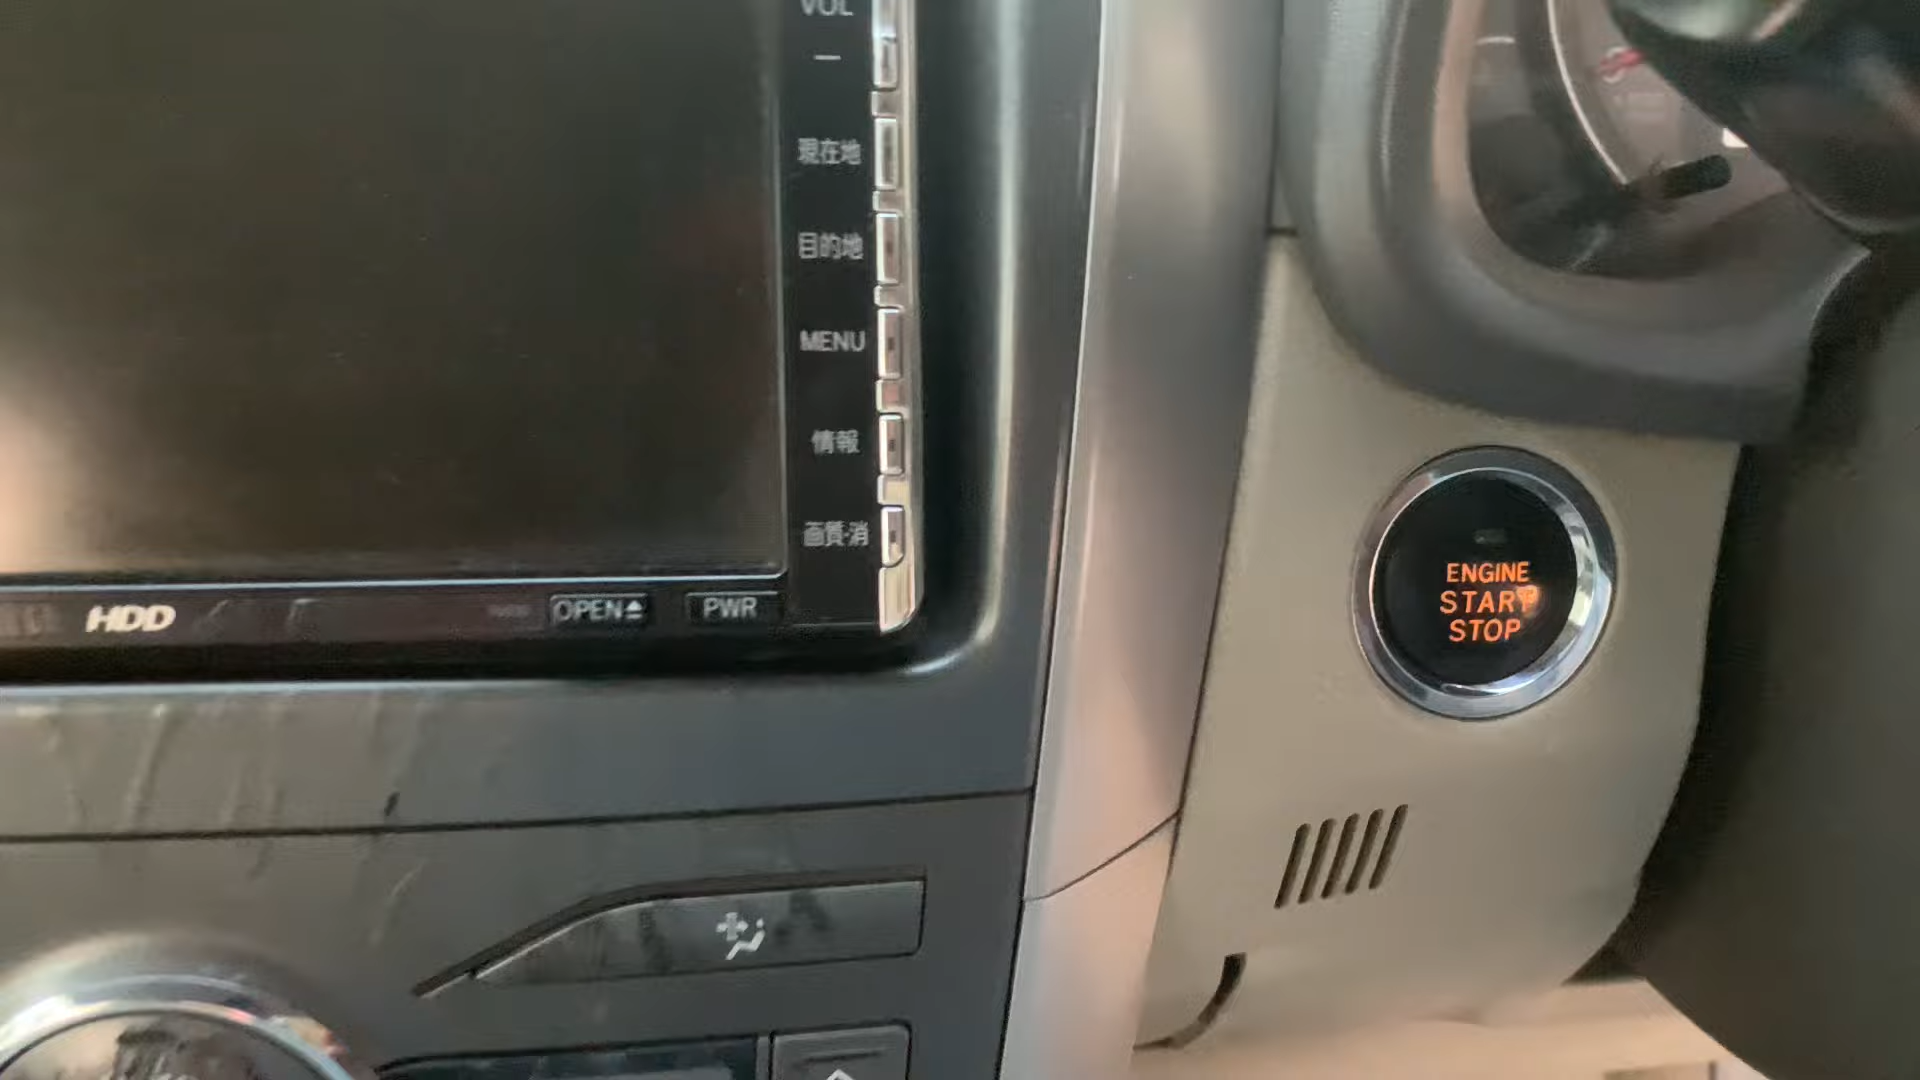 VOL
現在地
目的地
MENU
情報
画質·消
HDD
OPEN
PWR
ENGINE
START
STOP